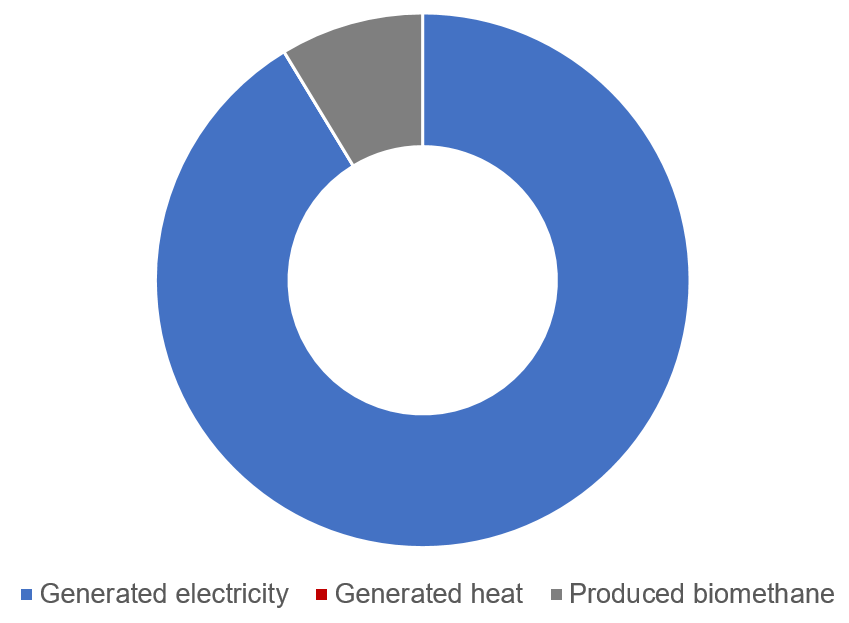 Generated electricity Generated heat Produced biomethane